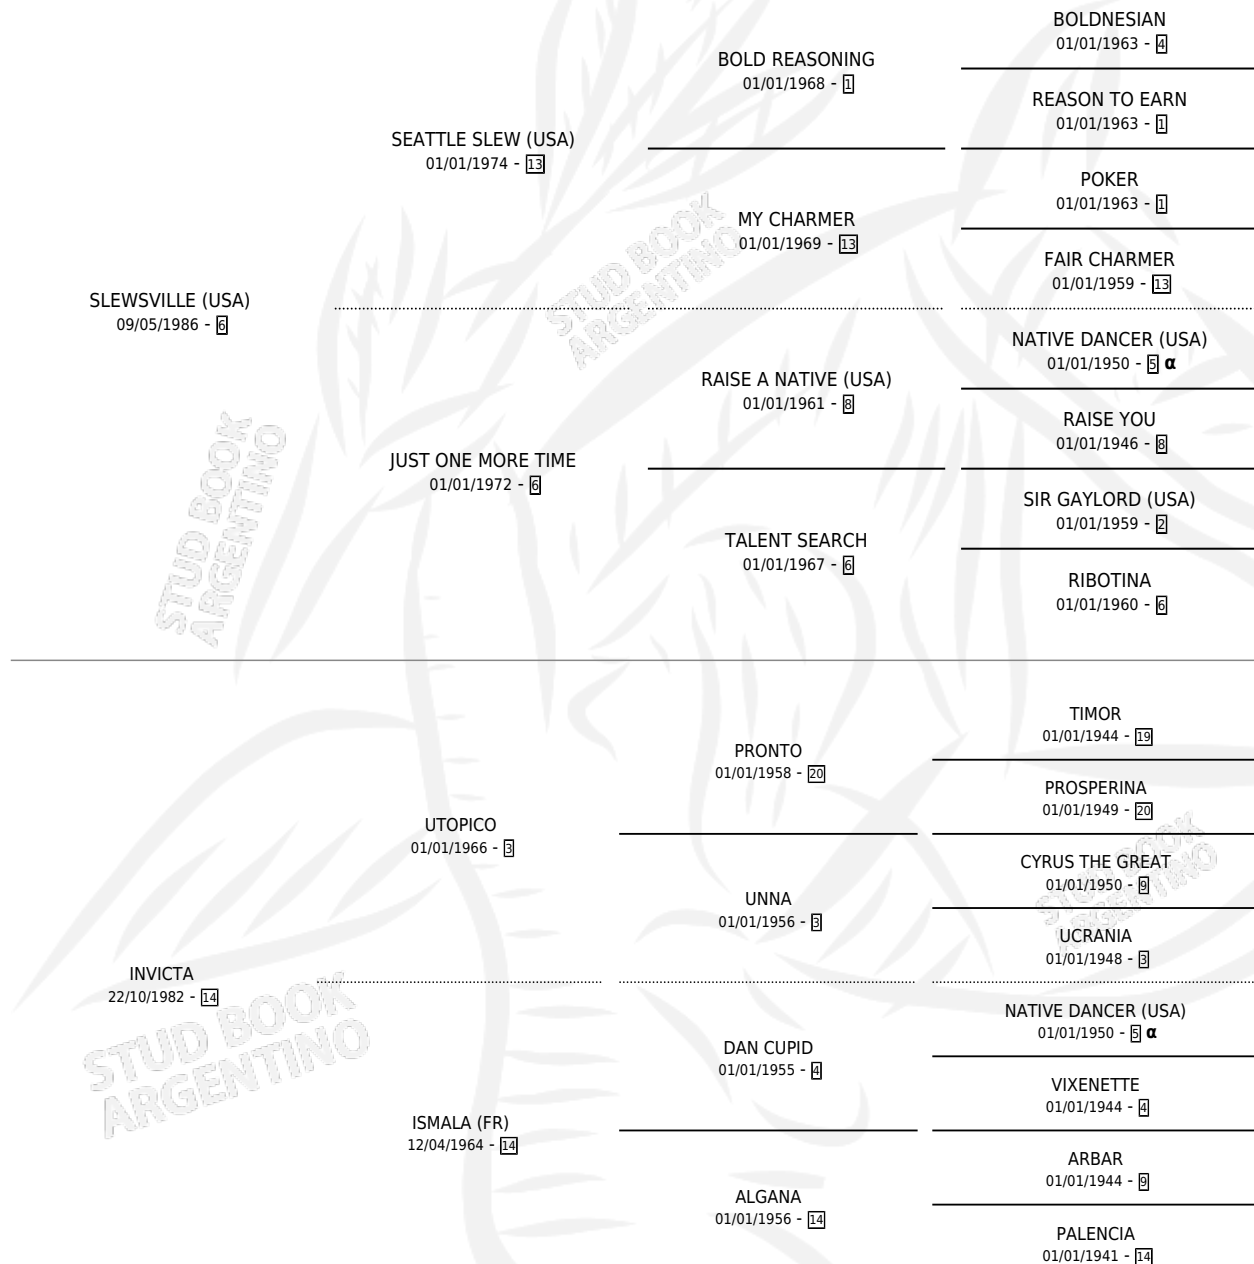 SLEWSVILLE (USA)
09/05/1986 - 6
SEATTLE SLEW (USA)
01/01/1974 - 13
BOLD REASONING
01/01/1968 - 1
BOLDNESIAN
01/01/1963 - 4
REASON TO EARN
01/01/1963 - 1
MY CHARMER
01/01/1969 - 13
POKER
01/01/1963 - 1
FAIR CHARMER
01/01/1959 - 13
JUST ONE MORE TIME
01/01/1972 - 6
RAISE A NATIVE (USA)
01/01/1961 - 8
NATIVE DANCER (USA)
01/01/1950 - 5 α
RAISE YOU
01/01/1946 - 8
TALENT SEARCH
01/01/1967 - 6
SIR GAYLORD (USA)
01/01/1959 - 2
RIBOTINA
01/01/1960 - 6
INVICTA
22/10/1982 - 14
UTOPICO
01/01/1966 - 3
PRONTO
01/01/1958 - 20
TIMOR
01/01/1944 - 19
PROSPERINA
01/01/1949 - 20
UNNA
01/01/1956 - 3
CYRUS THE GREAT
01/01/1950 - 9
UCRANIA
01/01/1948 - 3
ISMALA (FR)
12/04/1964 - 14
DAN CUPID
01/01/1955 - 4
NATIVE DANCER (USA)
01/01/1950 - 5 α
VIXENETTE
01/01/1944 - 4
ALGANA
01/01/1956 - 14
ARBAR
01/01/1944 - 9
PALENCIA
01/01/1941 - 14
STUD BOOK
ARGENTINO
STUD BOOK
ARGENTINO
STUD BOOK
ARGENTINO
STUD BOOK
ARGENTINO